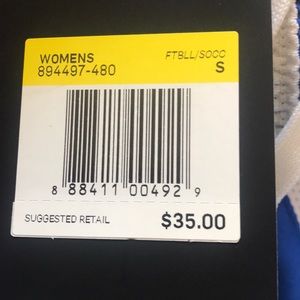 WOMENS FTBLL/SOCC
894497-480 S
8 88411 00492 9
SUGGESTED RETAIL $35.00